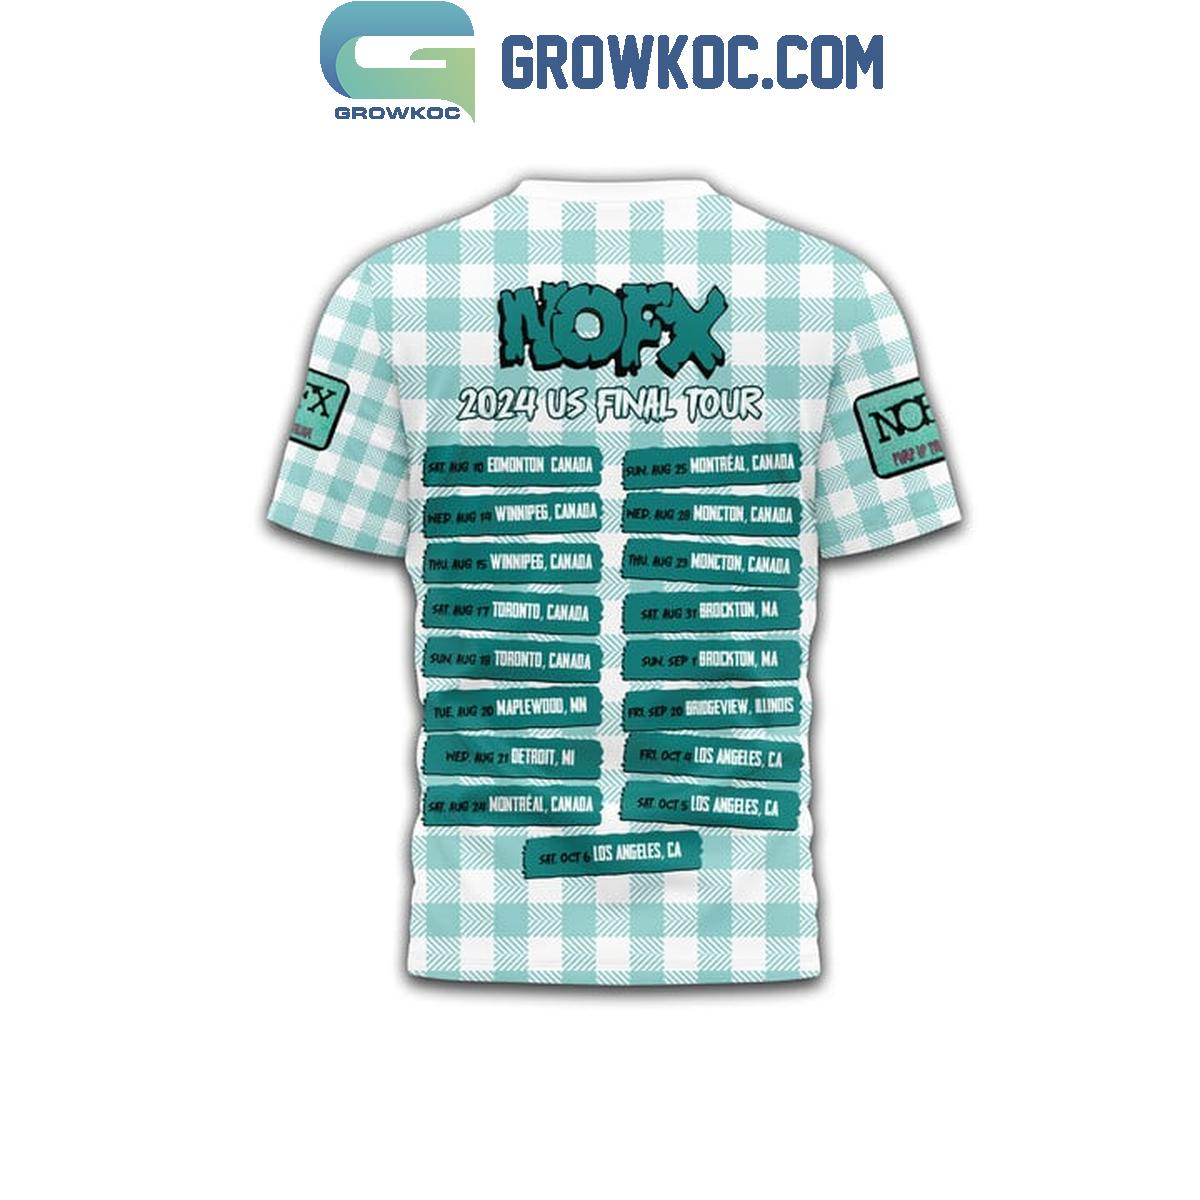 GROWKOC
GROWKOC.COM
NOFX
2024 US FINAL TOUR
SAT. AUG 10 EDMONTON CANADA
WED. AUG 14 WINNIPEG, CANADA
THU. AUG 15 WINNIPEG, CANADA
SAT. AUG 17 TORONTO, CANADA
SUN. AUG 18 TORONTO, CANADA
TUE. AUG 20 MAPLEWOOD, MN
WED. AUG 21 DETROIT, MI
SAT. AUG 24 MONTRÉAL, CANADA
SUN. AUG 25 MONTRÉAL, CANADA
WED. AUG 28 MONCTON, CANADA
THU. AUG 29 MONCTON, CANADA
SAT. AUG 31 BROCKTON, MA
SUN. SEP 1 BROCKTON, MA
FRI. SEP 20 BRIDGEVIEW, ILLINOIS
FRI. OCT 4 LOS ANGELES, CA
SAT. OCT 5 LOS ANGELES, CA
SAT. OCT 6 LOS ANGELES, CA